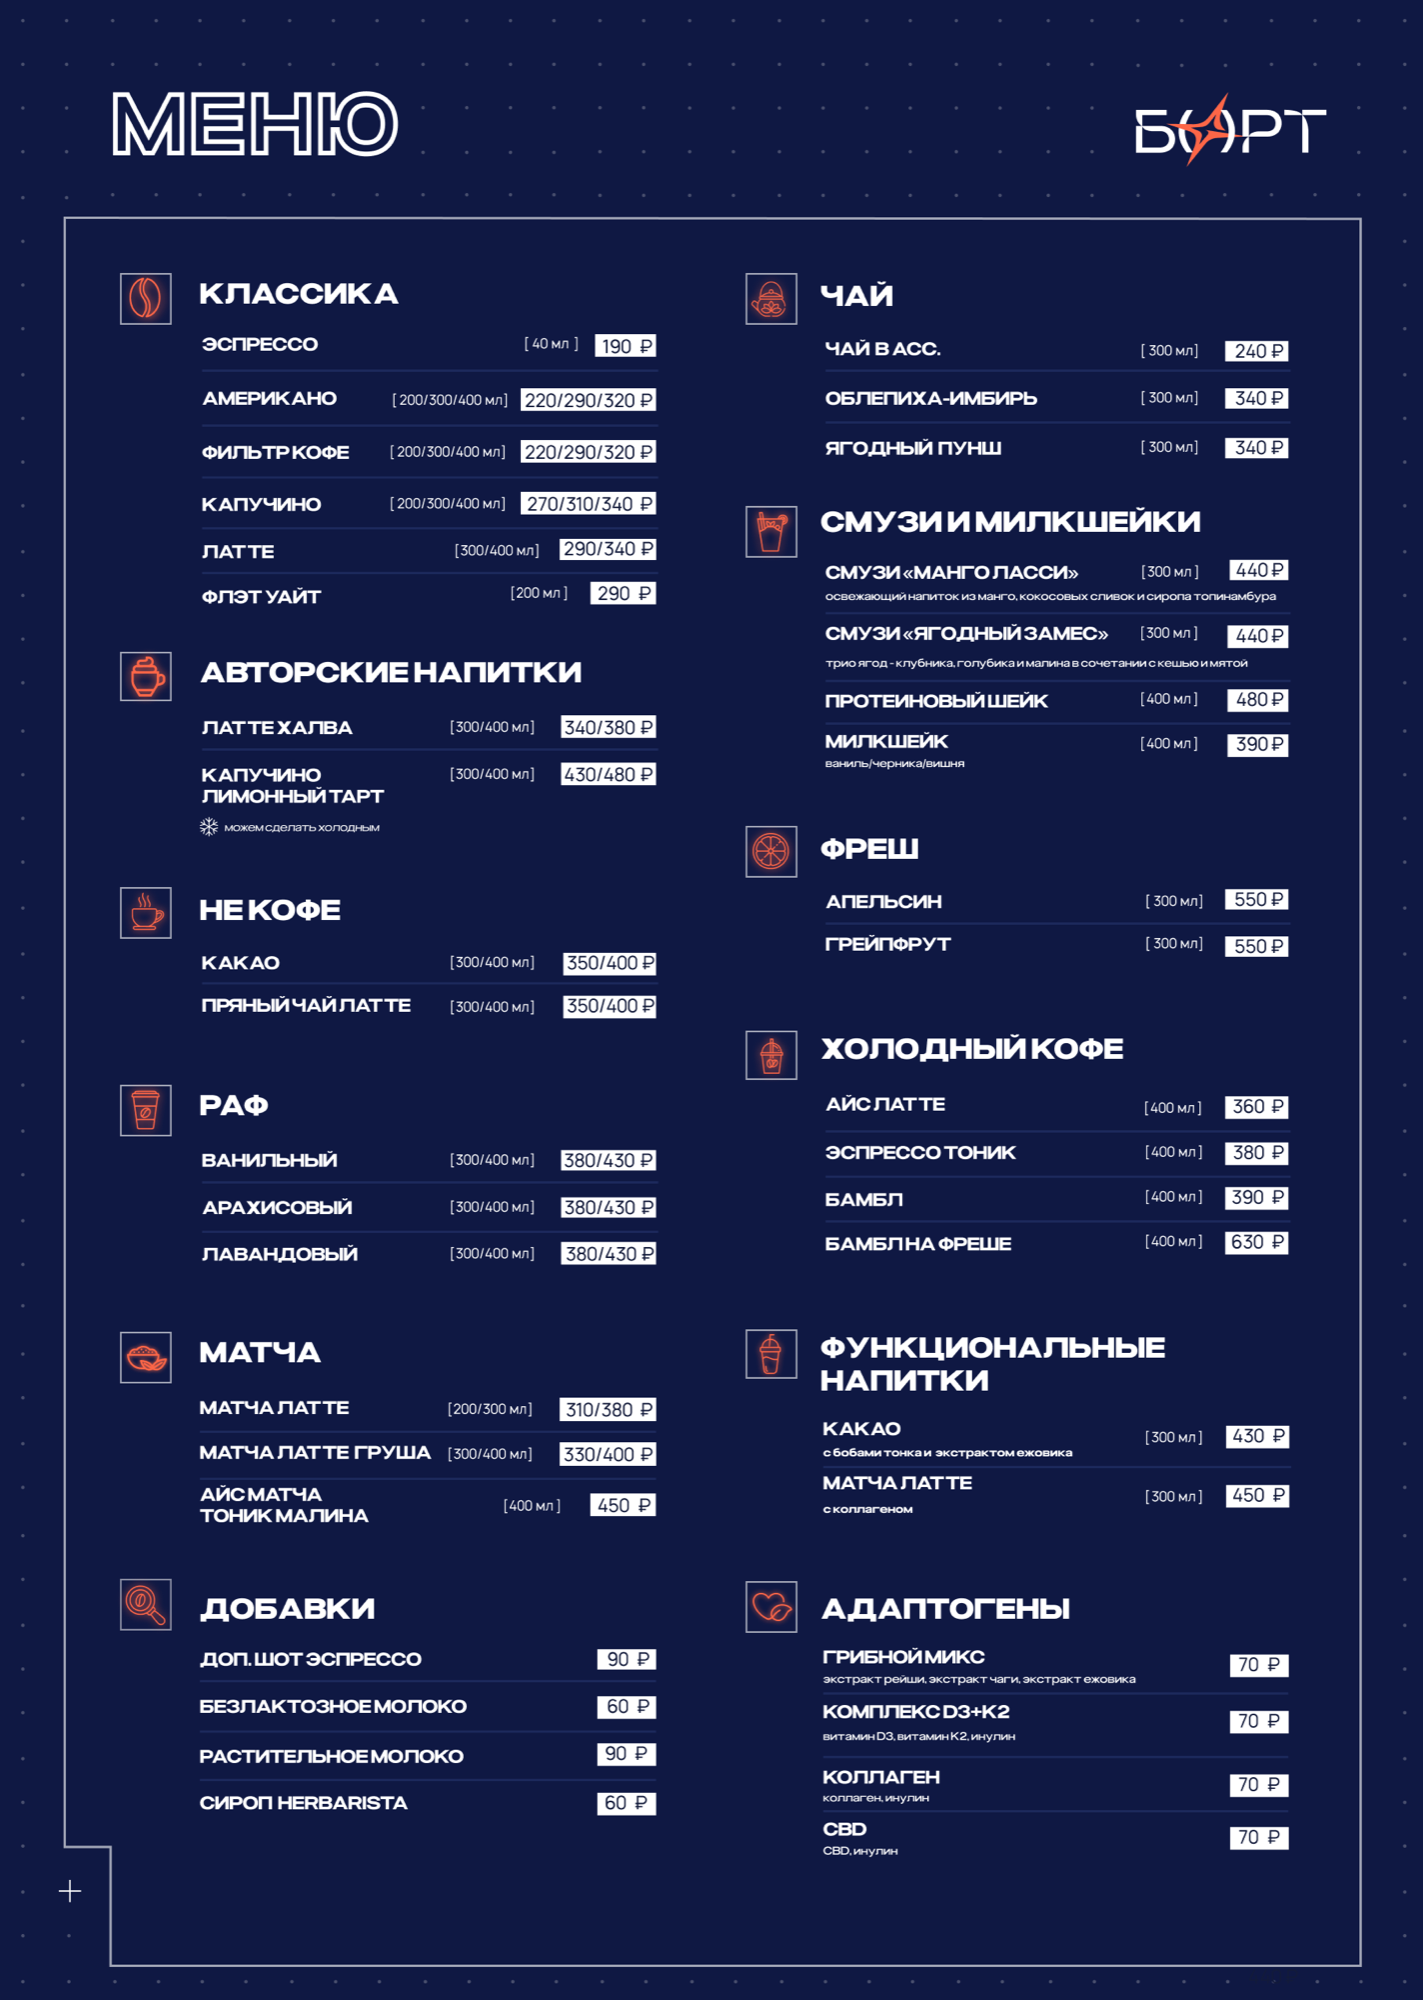 МЕНЮ
БОРТ
КЛАССИКА
ЭСПРЕССО [ 40 мл ] 190 ₽
АМЕРИКАНО [ 200/300/400 мл] 220/290/320 ₽
ФИЛЬТР КОФЕ [ 200/300/400 мл] 220/290/320 ₽
КАПУЧИНО [ 200/300/400 мл] 270/310/340 ₽
ЛАТТЕ [300/400 мл] 290/340 ₽
ФЛЭТ УАЙТ [200 мл ] 290 ₽
АВТОРСКИЕ НАПИТКИ
ЛАТТЕ ХАЛВА [300/400 мл] 340/380 ₽
КАПУЧИНО [300/400 мл] 430/480 ₽
ЛИМОННЫЙ ТАРТ
можем сделать холодным
НЕ КОФЕ
КАКАО [300/400 мл] 350/400 ₽
ПРЯНЫЙ ЧАЙ ЛАТТЕ [300/400 мл] 350/400 ₽
РАФ
ВАНИЛЬНЫЙ [300/400 мл] 380/430 ₽
АРАХИСОВЫЙ [300/400 мл] 380/430 ₽
ЛАВАНДОВЫЙ [300/400 мл] 380/430 ₽
МАТЧА
МАТЧА ЛАТТЕ [200/300 мл] 310/380 ₽
МАТЧА ЛАТТЕ ГРУША [300/400 мл] 330/400 ₽
АЙС МАТЧА
ТОНИК МАЛИНА [400 мл ] 450 ₽
ДОБАВКИ
ДОП. ШОТ ЭСПРЕССО 90 ₽
БЕЗЛАКТОЗНОЕ МОЛОКО 60 ₽
РАСТИТЕЛЬНОЕ МОЛОКО 90 ₽
СИРОП HERBARISTA 60 ₽
ЧАЙ
ЧАЙ В АСС. [ 300 мл] 240 ₽
ОБЛЕПИХА-ИМБИРЬ [ 300 мл] 340 ₽
ЯГОДНЫЙ ПУНШ [ 300 мл] 340 ₽
СМУЗИ И МИЛКШЕЙКИ
СМУЗИ «МАНГО ЛАССИ» [300 мл ] 440 ₽
освежающий напиток из манго, кокосовых сливок и сиропа топинамбура
СМУЗИ «ЯГОДНЫЙ ЗАМЕС» [300 мл ] 440 ₽
трио ягод - клубника, голубика и малина в сочетании с кешью и мятой
ПРОТЕИНОВЫЙ ШЕЙК [400 мл ] 480 ₽
МИЛКШЕЙК [400 мл ] 390 ₽
ваниль/черника/вишня
ФРЕШ
АПЕЛЬСИН [ 300 мл] 550 ₽
ГРЕЙПФРУТ [ 300 мл] 550 ₽
ХОЛОДНЫЙ КОФЕ
АЙС ЛАТТЕ [400 мл ] 360 ₽
ЭСПРЕССО ТОНИК [400 мл ] 380 ₽
БАМБЛ [400 мл ] 390 ₽
БАМБЛ НА ФРЕШЕ [400 мл ] 630 ₽
ФУНКЦИОНАЛЬНЫЕ
НАПИТКИ
КАКАО [300 мл ] 430 ₽
с бобами тонка и экстрактом ежовика
МАТЧА ЛАТТЕ [300 мл ] 450 ₽
с коллагеном
АДАПТОГЕНЫ
ГРИБНОЙ МИКС 70 ₽
экстракт рейши, экстракт чаги, экстракт ежовика
КОМПЛЕКС D3+K2 70 ₽
витамин D3, витамин K2, инулин
КОЛЛАГЕН 70 ₽
коллаген, инулин
CBD 70 ₽
CBD, инулин